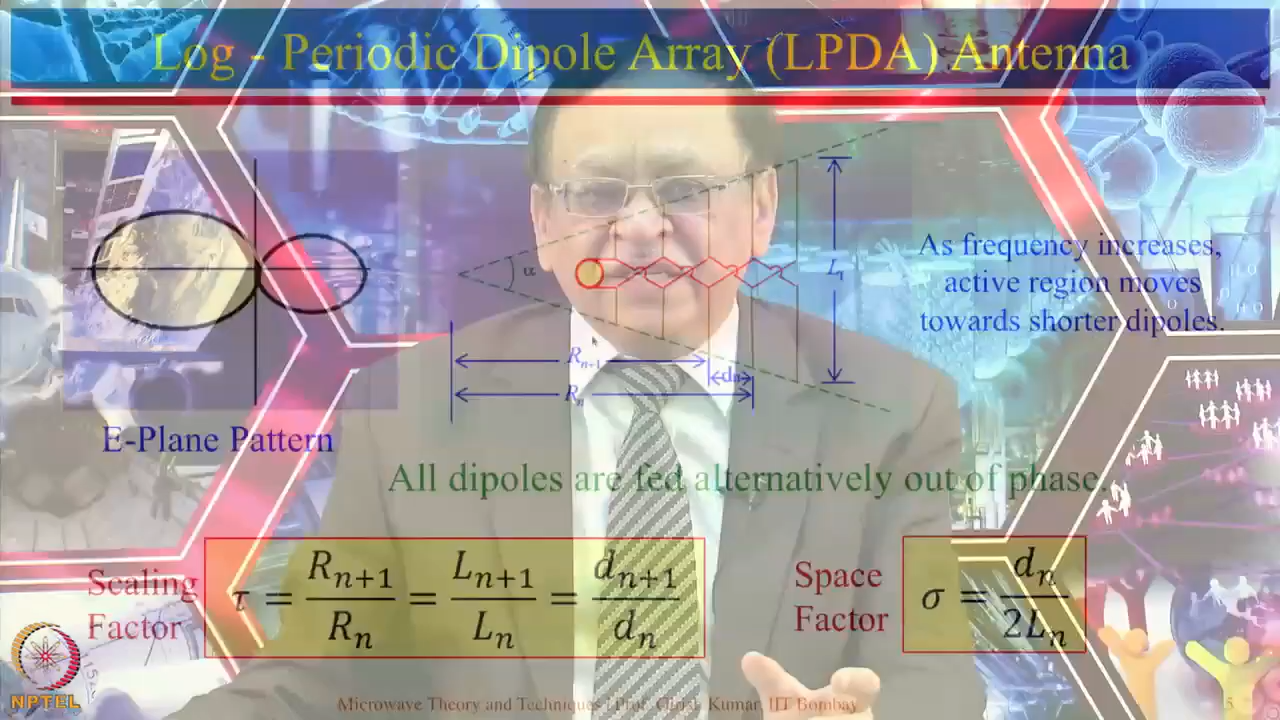 Log - Periodic Dipole Array (LPDA) Antenna
As frequency increases,
active region moves
towards shorter dipoles.
α
L₁
Rₙ₊₁
dₙ
Rₙ
E-Plane Pattern
All dipoles are fed alternatively out of phase.
Scaling Factor
τ = Rₙ₊₁/Rₙ = Lₙ₊₁/Lₙ = dₙ₊₁/dₙ
Space Factor
σ = dₙ/2Lₙ
NPTEL
Microwave Theory and Techniques | Prof. Girish Kumar, IIT Bombay
5